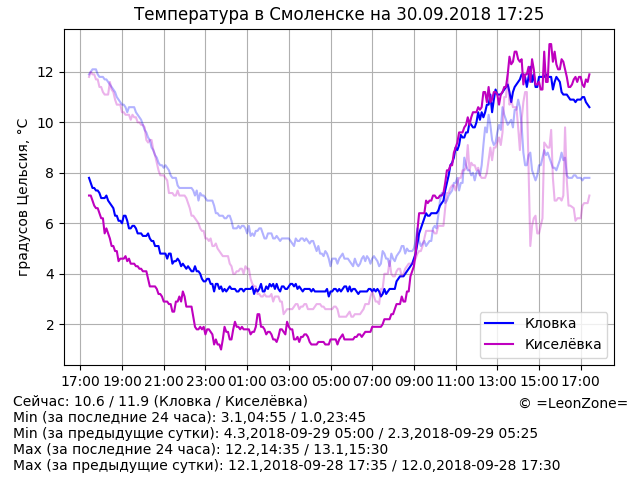 Температура в Смоленске на 30.09.2018 17:25
градусов Цельсия, °C
12
10
8
6
4
2
Кловка
Киселёвка
17:00 19:00 21:00 23:00 01:00 03:00 05:00 07:00 09:00 11:00 13:00 15:00 17:00
Сейчас: 10.6 / 11.9 (Кловка / Киселёвка)
© =LeonZone=
Min (за последние 24 часа): 3.1,04:55 / 1.0,23:45
Min (за предыдущие сутки): 4.3,2018-09-29 05:00 / 2.3,2018-09-29 05:25
Max (за последние 24 часа): 12.2,14:35 / 13.1,15:30
Max (за предыдущие сутки): 12.1,2018-09-28 17:35 / 12.0,2018-09-28 17:30